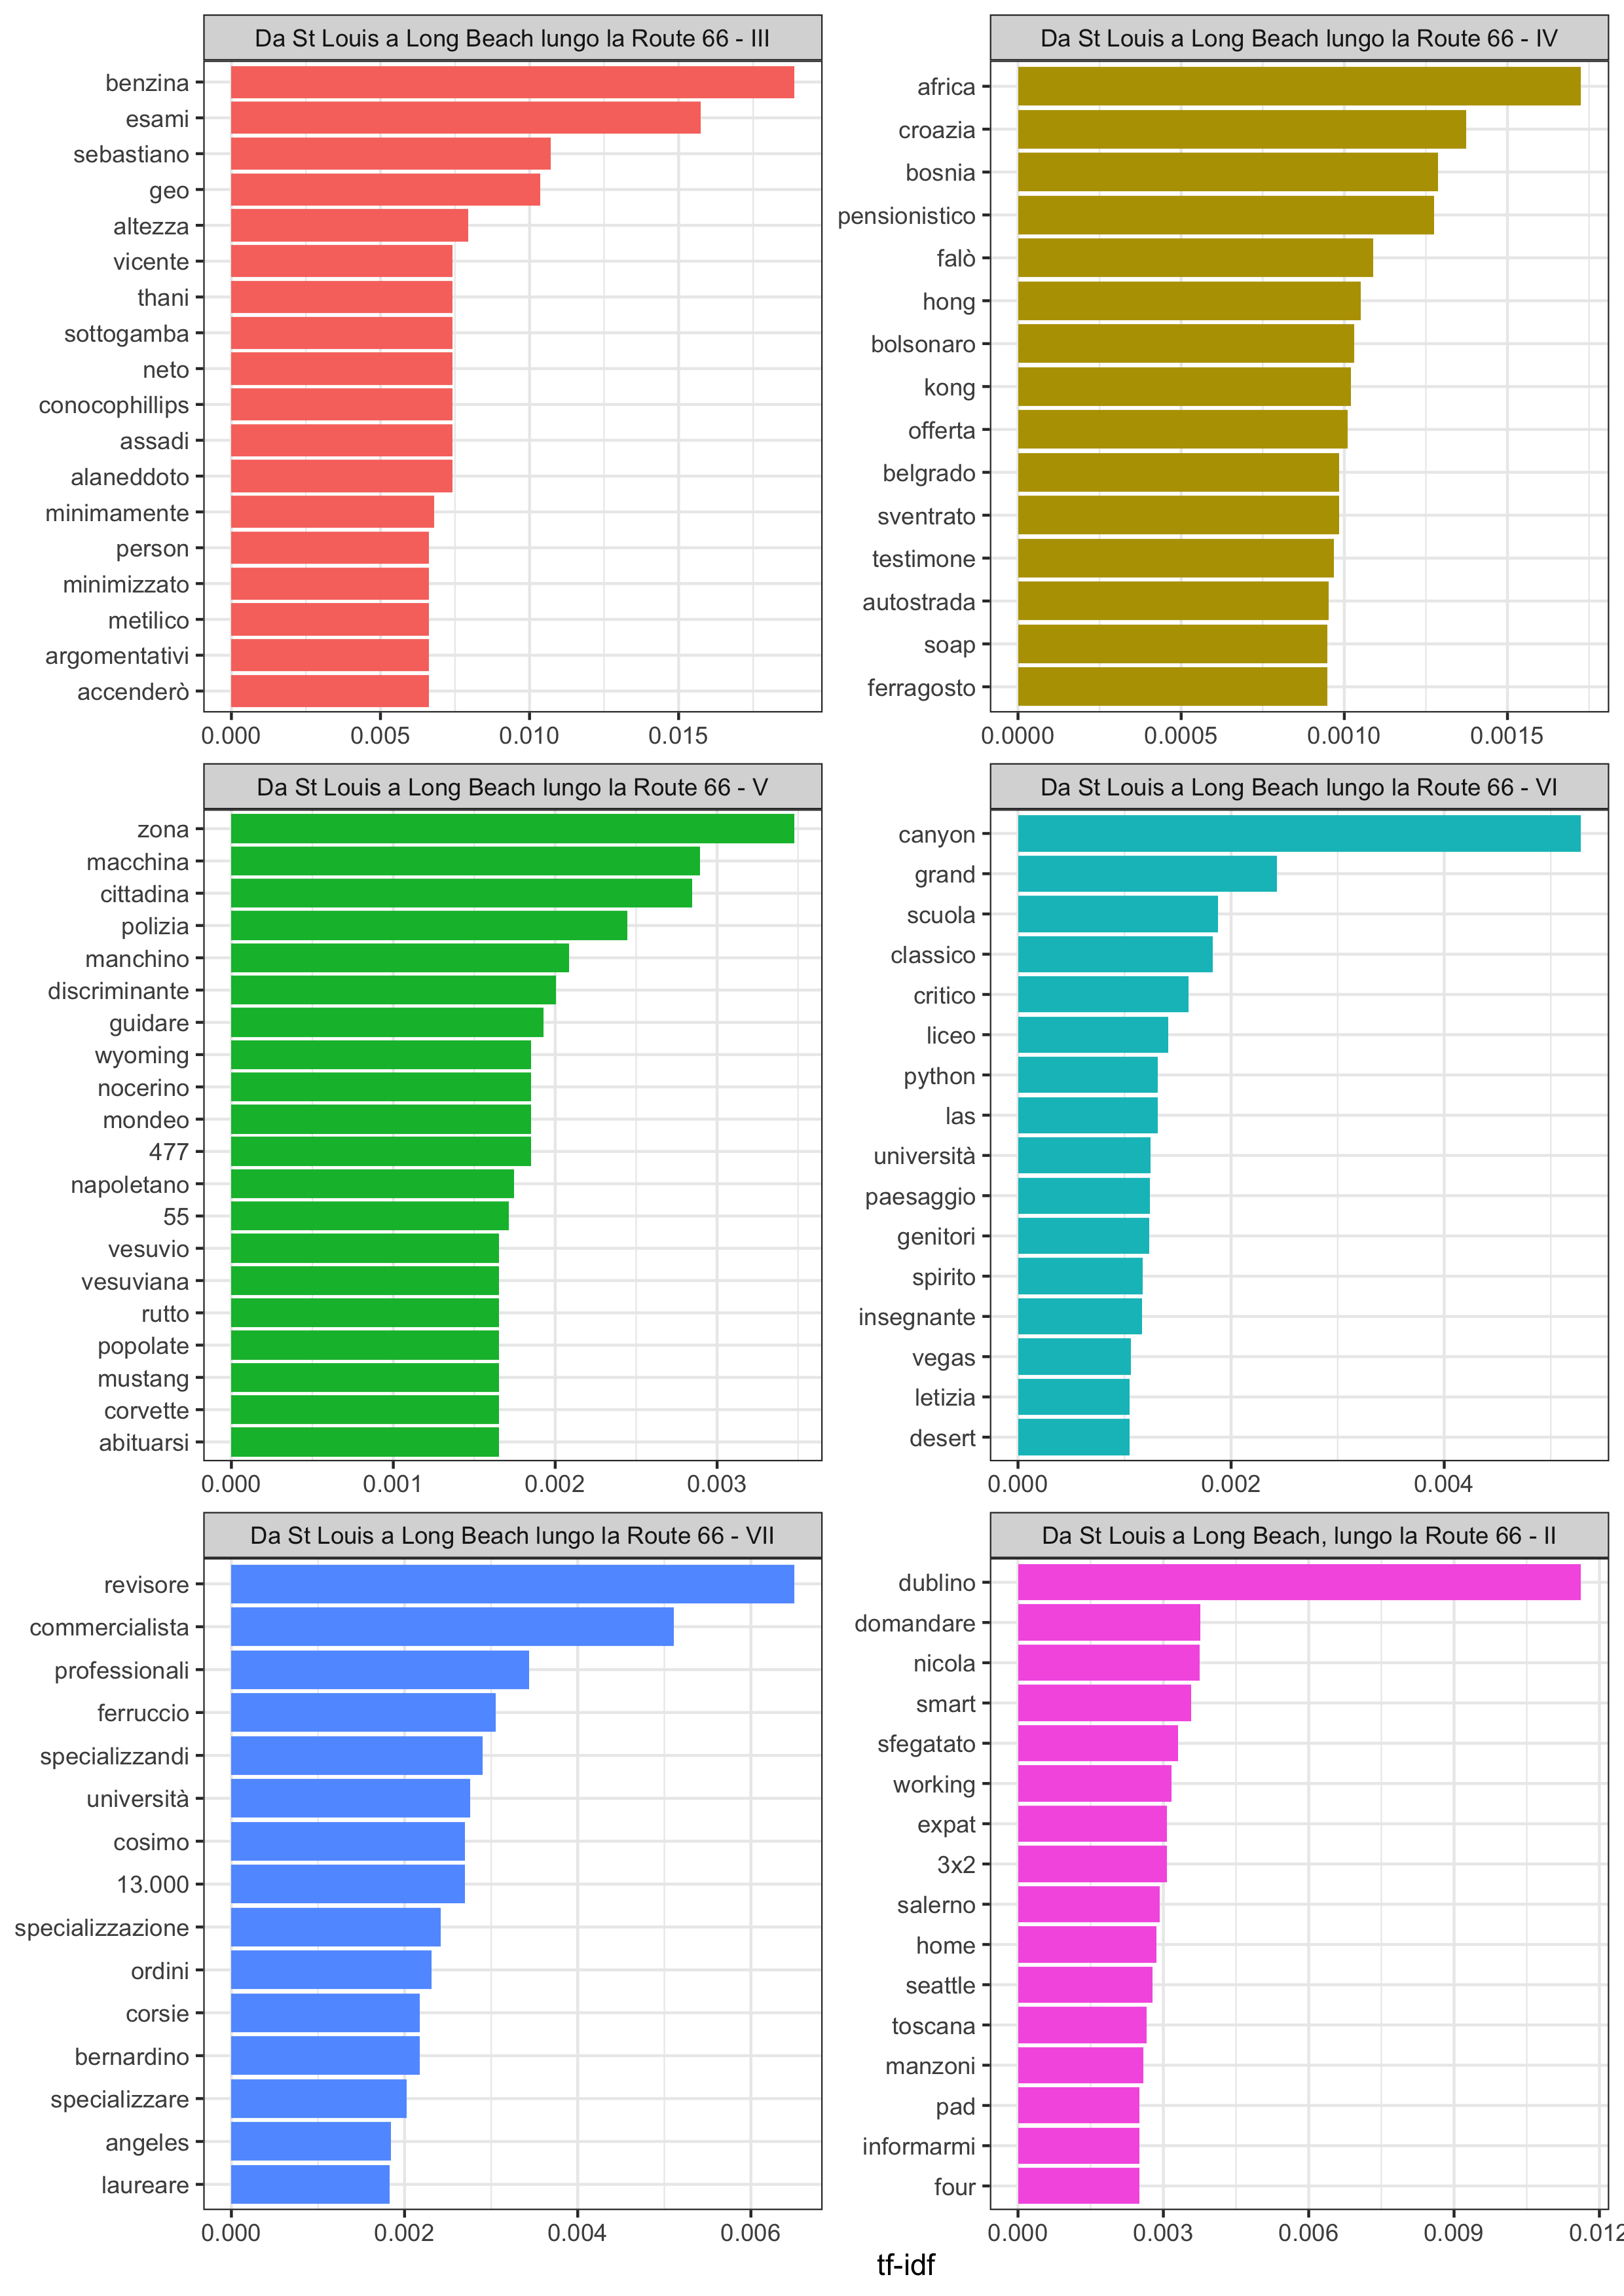 Da St Louis a Long Beach lungo la Route 66 - III
benzina
esami
sebastiano
geo
altezza
vicente
thani
sottogamba
neto
conocophillips
assadi
alaneddoto
minimamente
person
minimizzato
metilico
argomentativi
accenderò
0.000 0.005 0.010 0.015
Da St Louis a Long Beach lungo la Route 66 - IV
africa
croazia
bosnia
pensionistico
falò
hong
bolsonaro
kong
offerta
belgrado
sventrato
testimone
autostrada
soap
ferragosto
0.0000 0.0005 0.0010 0.0015
Da St Louis a Long Beach lungo la Route 66 - V
zona
macchina
cittadina
polizia
manchino
discriminante
guidare
wyoming
nocerino
mondeo
477
napoletano
55
vesuvio
vesuviana
rutto
popolate
mustang
corvette
abituarsi
0.000 0.001 0.002 0.003
Da St Louis a Long Beach lungo la Route 66 - VI
canyon
grand
scuola
classico
critico
liceo
python
las
università
paesaggio
genitori
spirito
insegnante
vegas
letizia
desert
0.000 0.002 0.004
Da St Louis a Long Beach lungo la Route 66 - VII
revisore
commercialista
professionali
ferruccio
specializzandi
università
cosimo
13.000
specializzazione
ordini
corsie
bernardino
specializzare
angeles
laureare
0.000 0.002 0.004 0.006
Da St Louis a Long Beach, lungo la Route 66 - II
dublino
domandare
nicola
smart
sfegatato
working
expat
3x2
salerno
home
seattle
toscana
manzoni
pad
informarmi
four
0.000 0.003 0.006 0.009 0.012
tf-idf